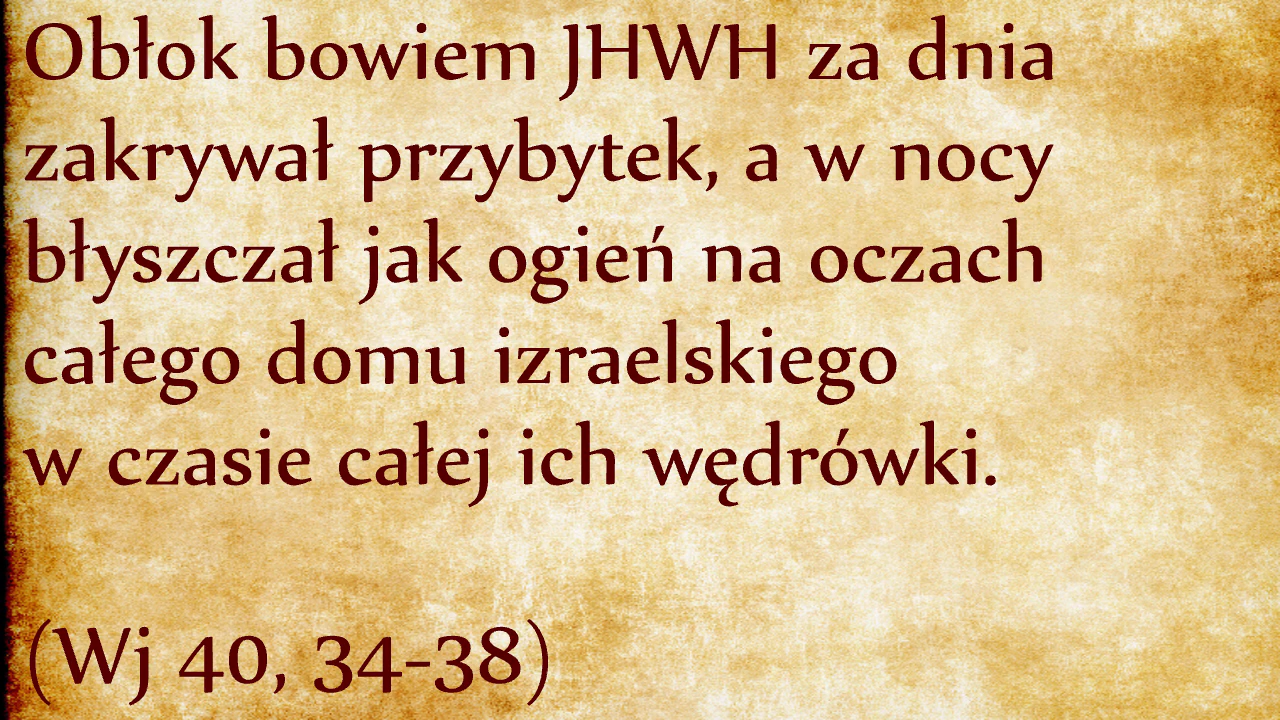 Obłok bowiem JHWH za dnia
zakrywał przybytek, a w nocy
błyszczał jak ogień na oczach
całego domu izraelskiego
w czasie całej ich wędrówki.
(Wj 40, 34-38)